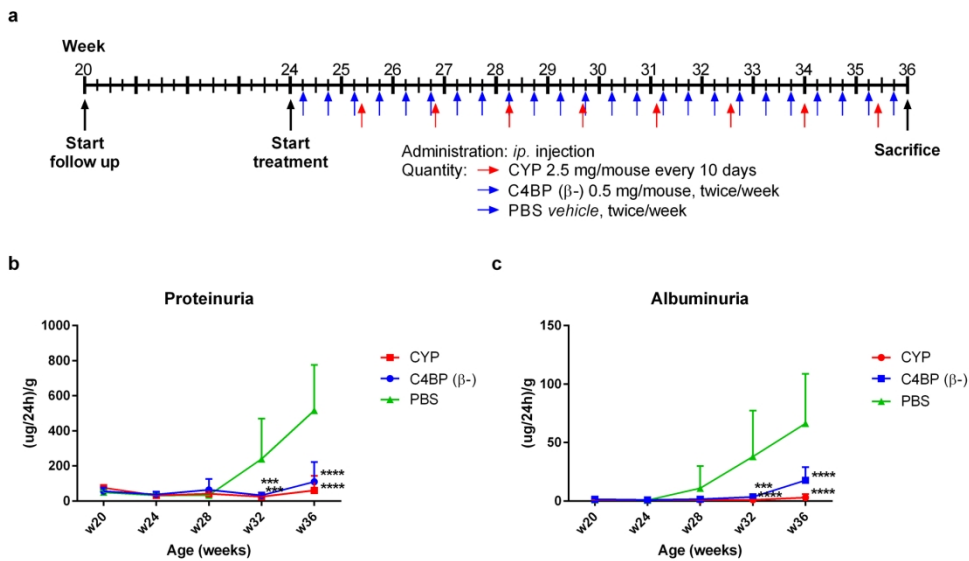 a
Week
20 24 25 26 27 28 29 30 31 32 33 34 35 36
Start
follow up
Start
treatment
Sacrifice
Administration: ip. injection
Quantity: CYP 2.5 mg/mouse every 10 days
C4BP (β-) 0.5 mg/mouse, twice/week
PBS vehicle, twice/week
b
Proteinuria
(ug/24h)/g
1000
800
600
400
200
0
w20 w24 w28 w32 w36
Age (weeks)
CYP
C4BP (β-)
PBS
***
***
****
****
c
Albuminuria
(ug/24h)/g
150
100
50
0
w20 w24 w28 w32 w36
Age (weeks)
CYP
C4BP (β-)
PBS
***
****
****
****